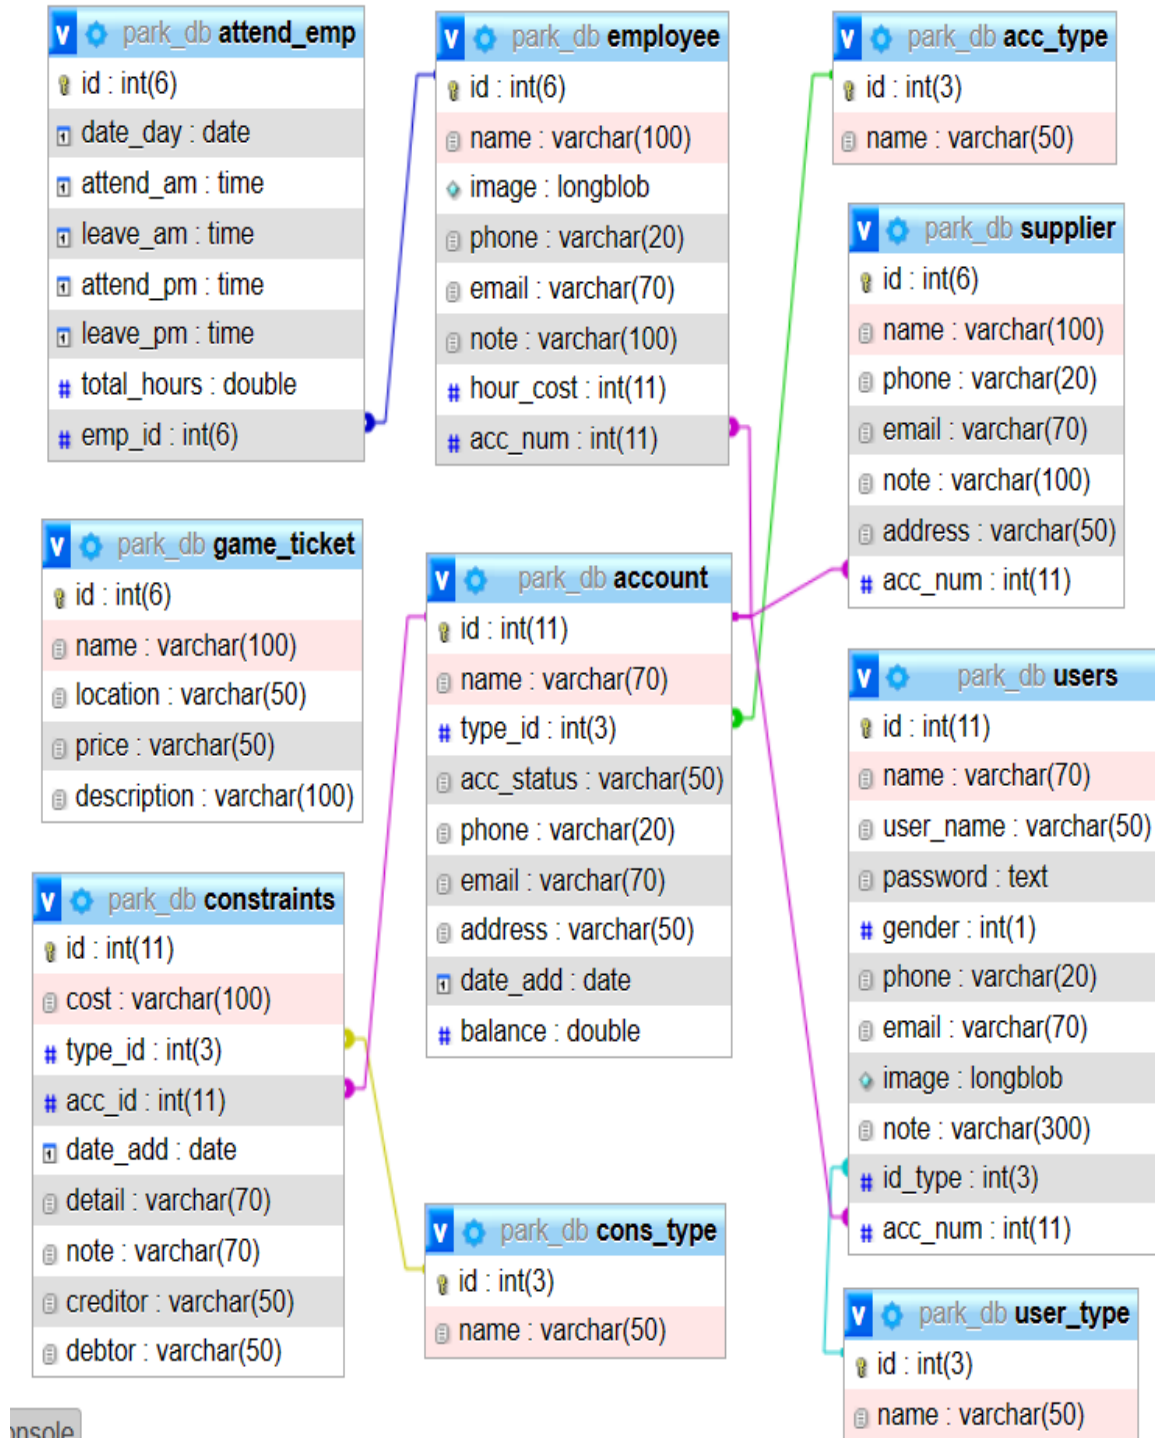 park_db attend_emp
id : int(6)
date_day : date
attend_am : time
leave_am : time
attend_pm : time
leave_pm : time
total_hours : double
emp_id : int(6)
park_db employee
id : int(6)
name : varchar(100)
image : longblob
phone : varchar(20)
email : varchar(70)
note : varchar(100)
hour_cost : int(11)
acc_num : int(11)
park_db acc_type
id : int(3)
name : varchar(50)
park_db supplier
id : int(6)
name : varchar(100)
phone : varchar(20)
email : varchar(70)
note : varchar(100)
address : varchar(50)
acc_num : int(11)
park_db game_ticket
id : int(6)
name : varchar(100)
location : varchar(50)
price : varchar(50)
description : varchar(100)
park_db account
id : int(11)
name : varchar(70)
type_id : int(3)
acc_status : varchar(50)
phone : varchar(20)
email : varchar(70)
address : varchar(50)
date_add : date
balance : double
park_db users
id : int(11)
name : varchar(70)
user_name : varchar(50)
password : text
gender : int(1)
phone : varchar(20)
email : varchar(70)
image : longblob
note : varchar(300)
id_type : int(3)
acc_num : int(11)
park_db constraints
id : int(11)
cost : varchar(100)
type_id : int(3)
acc_id : int(11)
date_add : date
detail : varchar(70)
note : varchar(70)
creditor : varchar(50)
debtor : varchar(50)
park_db cons_type
id : int(3)
name : varchar(50)
park_db user_type
id : int(3)
name : varchar(50)
onsole